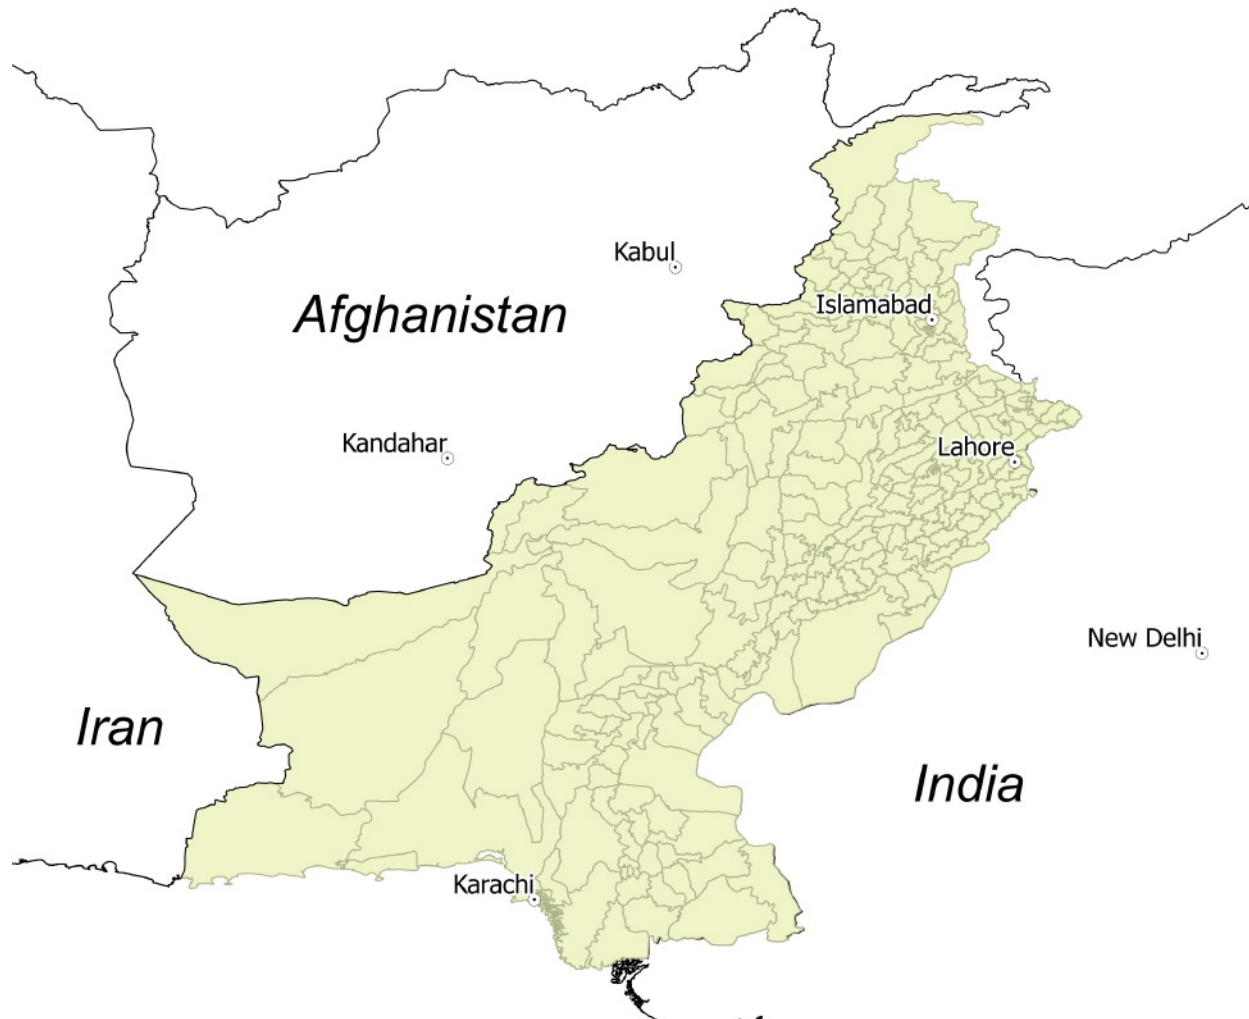 Kabul
Afghanistan
Islamabad
Kandahar
Lahore
New Delhi
Iran
India
Karachi